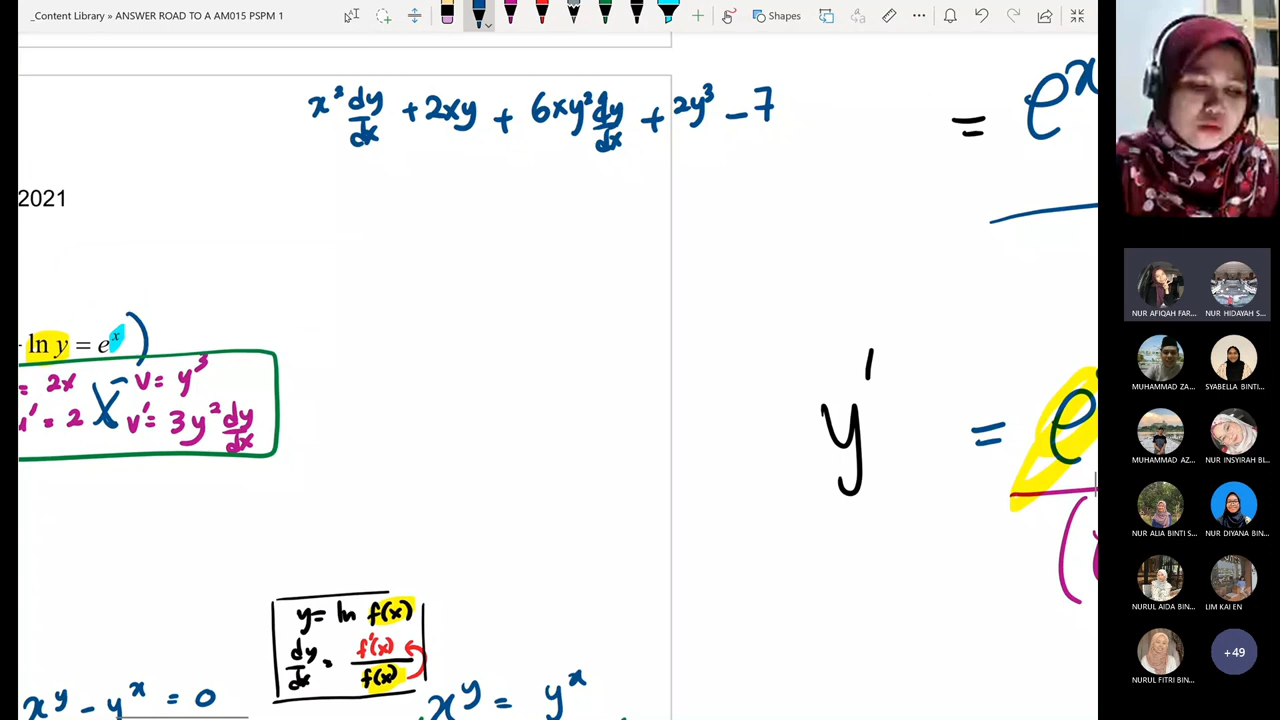 _Content Library » ANSWER ROAD TO A AM015 PSPM 1
Shapes
x² dy/dx + 2xy + 6xy² dy/dx + 2y³ - 7
= eˣ
2021
ln y = eˣ )
= 2x v = y³
u' = 2 v' = 3y² dy/dx
y' = e
y = ln f(x)
dy/dx = f'(x)/f(x)
xʸ - yˣ = 0
xʸ = yˣ
NUR AFIQAH FAR...
NUR HIDAYAH S...
MUHAMMAD ZA...
SYABELLA BINTI...
MUHAMMAD AZ...
NUR INSYIRAH BI...
NUR ALIA BINTI S...
NUR DIYANA BIN...
NURUL AIDA BIN...
LIM KAI EN
NURUL FITRI BIN...
+49